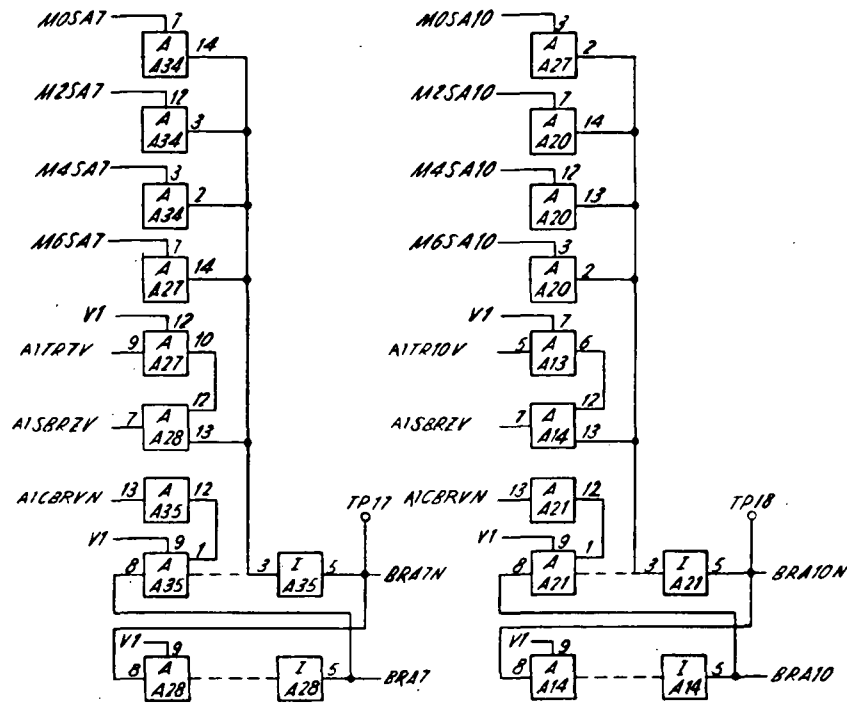 M0SA7 7
A
A34 14
M2SA7 12
A
A34 3
M4SA7 3
A
A34 2
M6SA7 7
A
A27 14
V1 12
A1TR7V 9
A
A27 10
12
A1SBRZV 7
A
A28 13
A1CBRVN 13
A
A35 12
V1 9
8
A
A35 1
3
I
A35 5
TP17
BRA7N
V1 9
8
A
A28
I
A28 5
BRA7
M0SA10 3
A
A27 2
M2SA10 7
A
A20 14
M4SA10 12
A
A20 13
M6SA10 3
A
A20 2
V1 7
A1TR10V 5
A
A13 6
12
A1SBRZV 7
A
A14 13
A1CBRVN 13
A
A21 12
V1 9
8
A
A21 1
3
I
A21 5
TP18
BRA10N
V1 9
8
A
A14
I
A14 5
BRA10